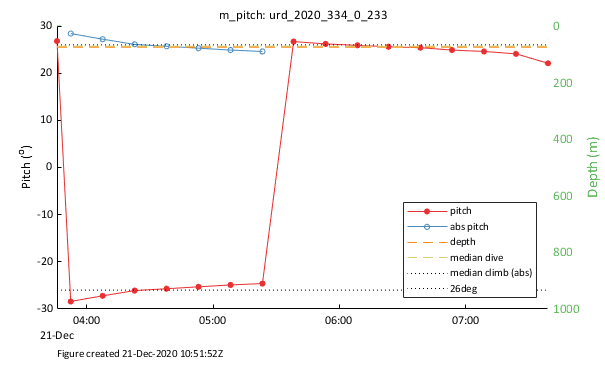 m_pitch: urd_2020_334_0_233
30
20
10
0
-10
-20
-30
Pitch (o)
0
200
400
600
800
1000
Depth (m)
pitch
abs pitch
depth
median dive
median climb (abs)
26deg
04:00
05:00
06:00
07:00
21-Dec
Figure created 21-Dec-2020 10:51:52Z